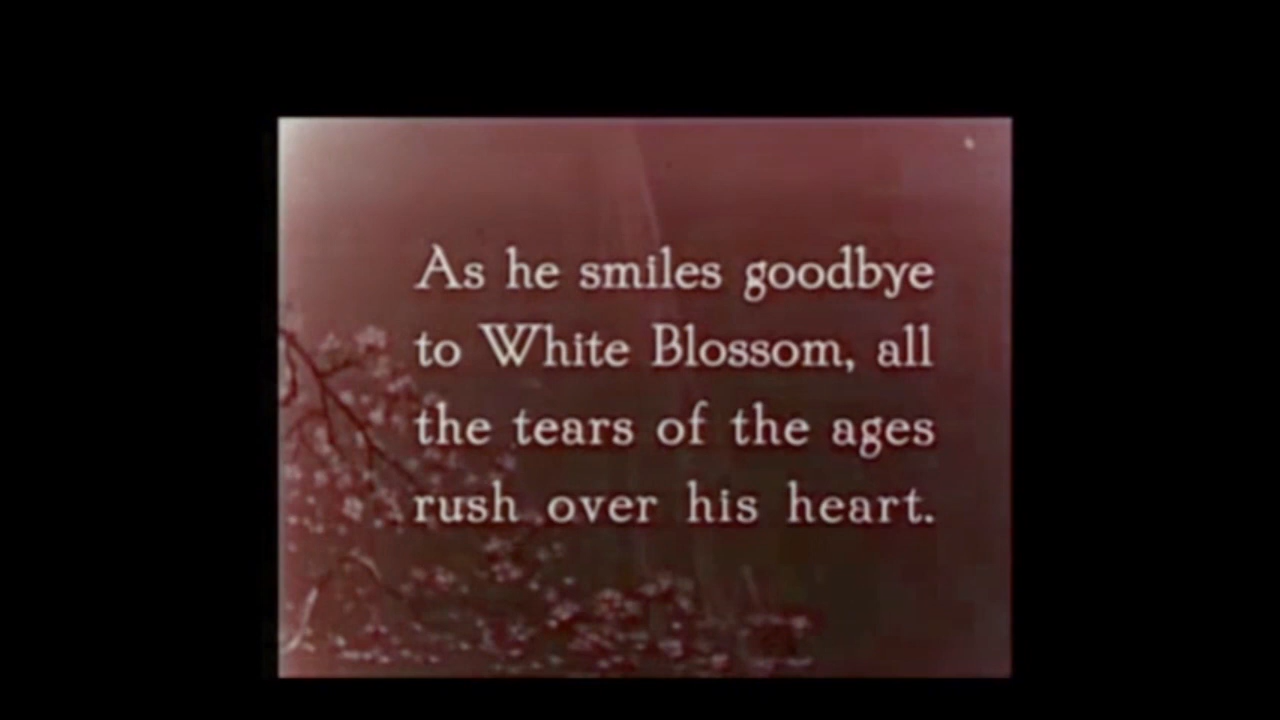 As he smiles goodbye
to White Blossom, all
the tears of the ages
rush over his heart.